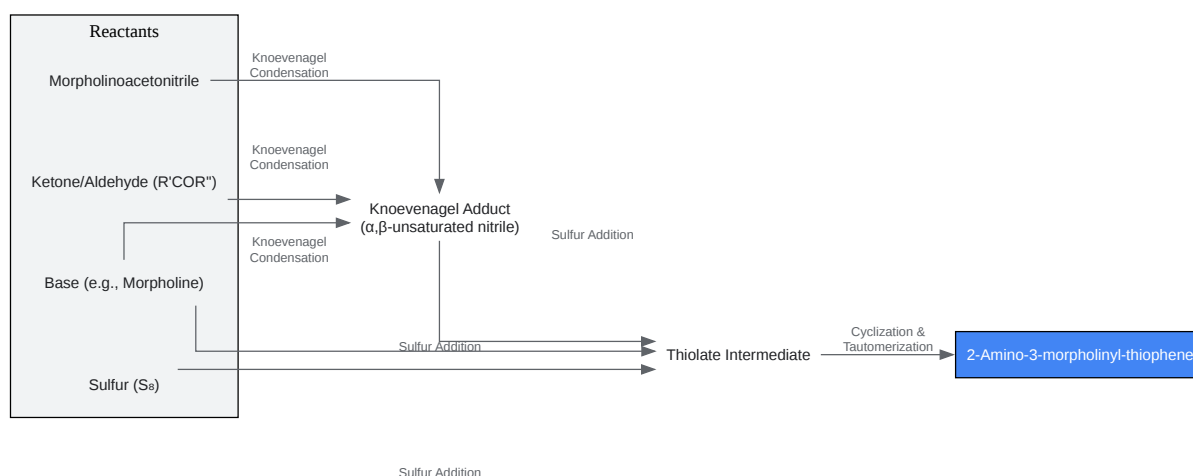 Reactants
Knoevenagel
Condensation
Morpholinoacetonitrile
Knoevenagel
Condensation
Ketone/Aldehyde (R'COR")
Knoevenagel Adduct
(α,β-unsaturated nitrile)
Sulfur Addition
Knoevenagel
Condensation
Base (e.g., Morpholine)
Cyclization &
Tautomerization
Sulfur Addition
Thiolate Intermediate
2-Amino-3-morpholinyl-thiophene
Sulfur (S₈)
Sulfur Addition